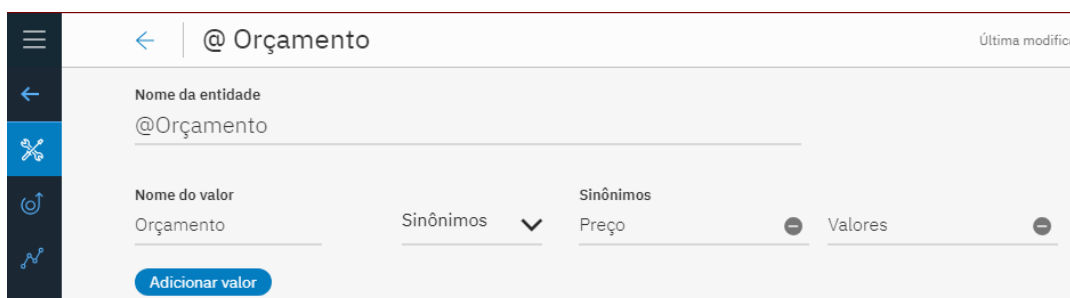 @ Orçamento
Última modific
Nome da entidade
@Orçamento
Nome do valor
Sinônimos
Orçamento
Sinônimos
Preço
Valores
Adicionar valor